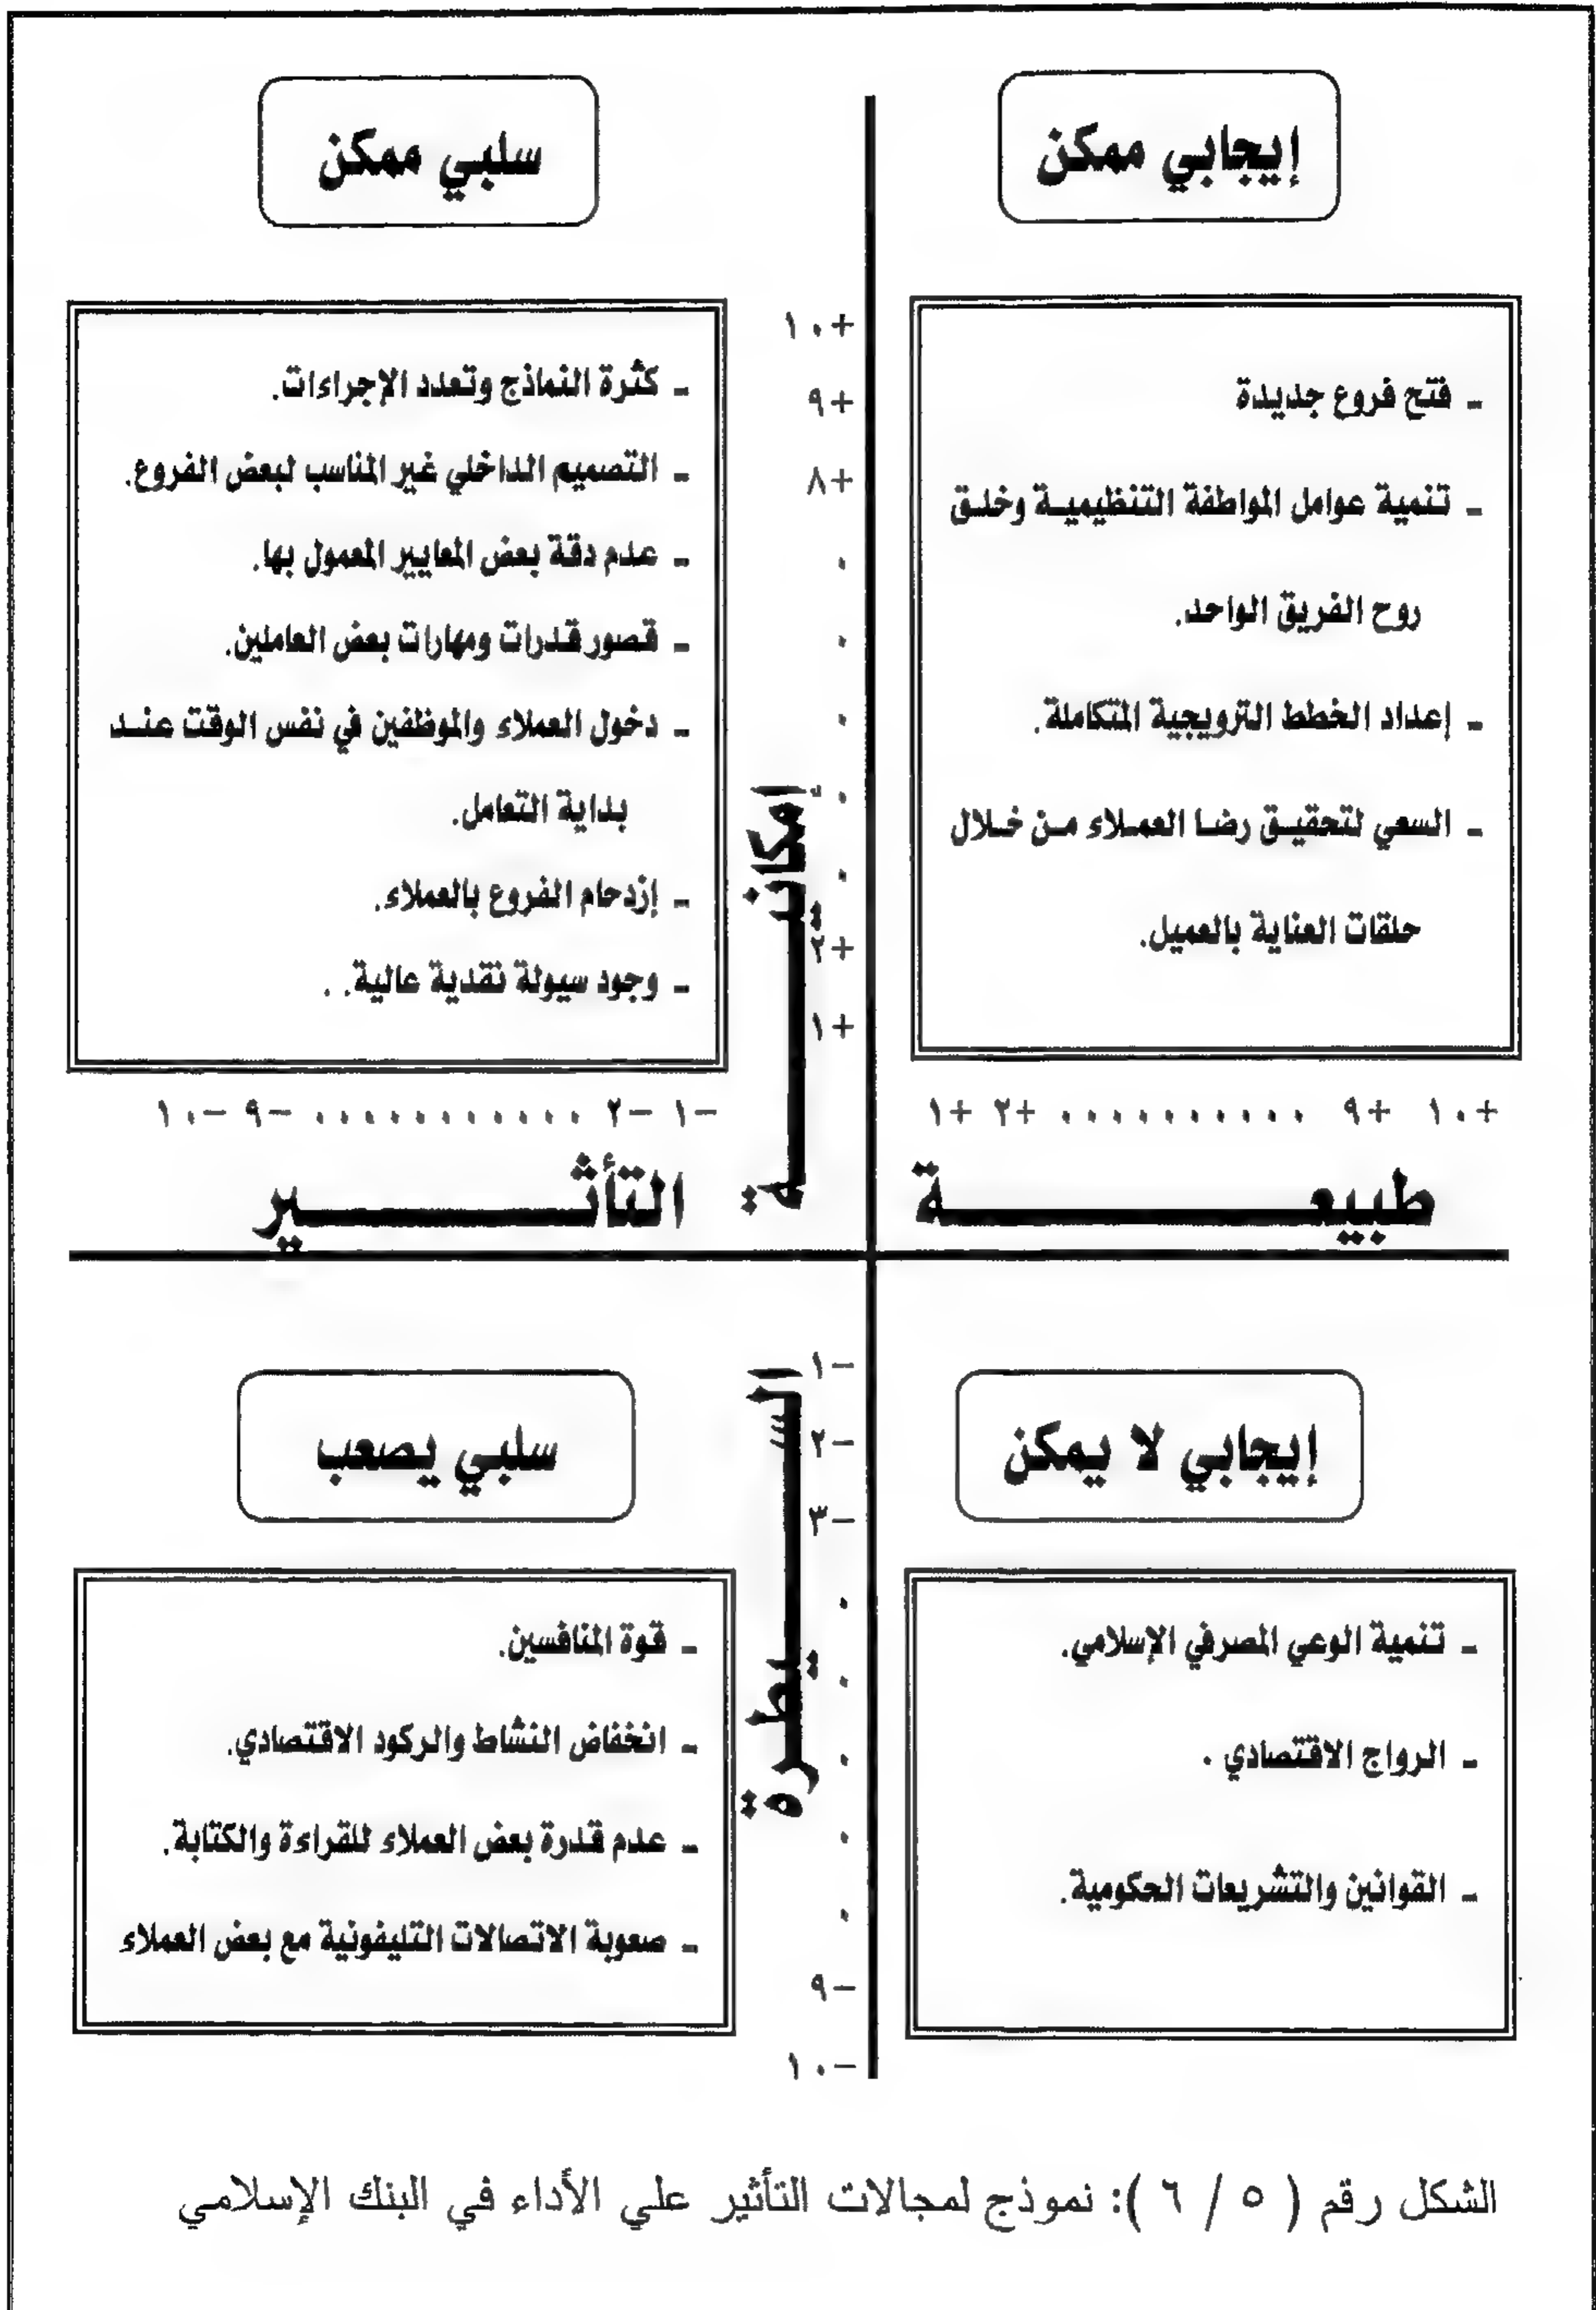 إيجابي ممكن
ـ فتح فروع جديدة
ـ تنمية عوامل المواطفة التنظيمية وخلق
روح الفريق الواحد.
ـ إعداد الخطط الترويجية المتكاملة.
ـ السعي لتحقيق رضا العملاء من خلال
حلقات العناية بالعميل.
سلبي ممكن
ـ كثرة النماذج وتعدد الإجراءات.
ـ التصميم الداخلي غير المناسب لبعض الفروع.
ـ عدم دقة بعض المعايير المعمول بها.
ـ قصور قدرات ومهارات بعض العاملين.
ـ دخول العملاء والموظفين في نفس الوقت عند
بداية التعامل.
ـ إزدحام الفروع بالعملاء.
ـ وجود سيولة نقدية عالية. .
+١٠
+٩
+٨
.
.
.
.
.
+٢
+١
إمكانية
+١٠ +٩ .......... +٢ +١
-١ -٢ ........... -٩ -١٠
طبيعة التأثير
إيجابي لا يمكن
ـ تنمية الوعي المصرفي الإسلامي.
ـ الرواج الاقتصادي .
ـ القوانين والتشريعات الحكومية.
سلبي يصعب
ـ قوة المنافسين.
ـ انخفاض النشاط والركود الاقتصادي.
ـ عدم قدرة بعض العملاء للقراءة والكتابة.
ـ صعوبة الاتصالات التليفونية مع بعض العملاء
السيطرة
-١
-٢
-٣
.
.
.
.
.
-٩
-١٠
الشكل رقم ( ٥ / ٦ ): نموذج لمجالات التأثير علي الأداء في البنك الإسلامي